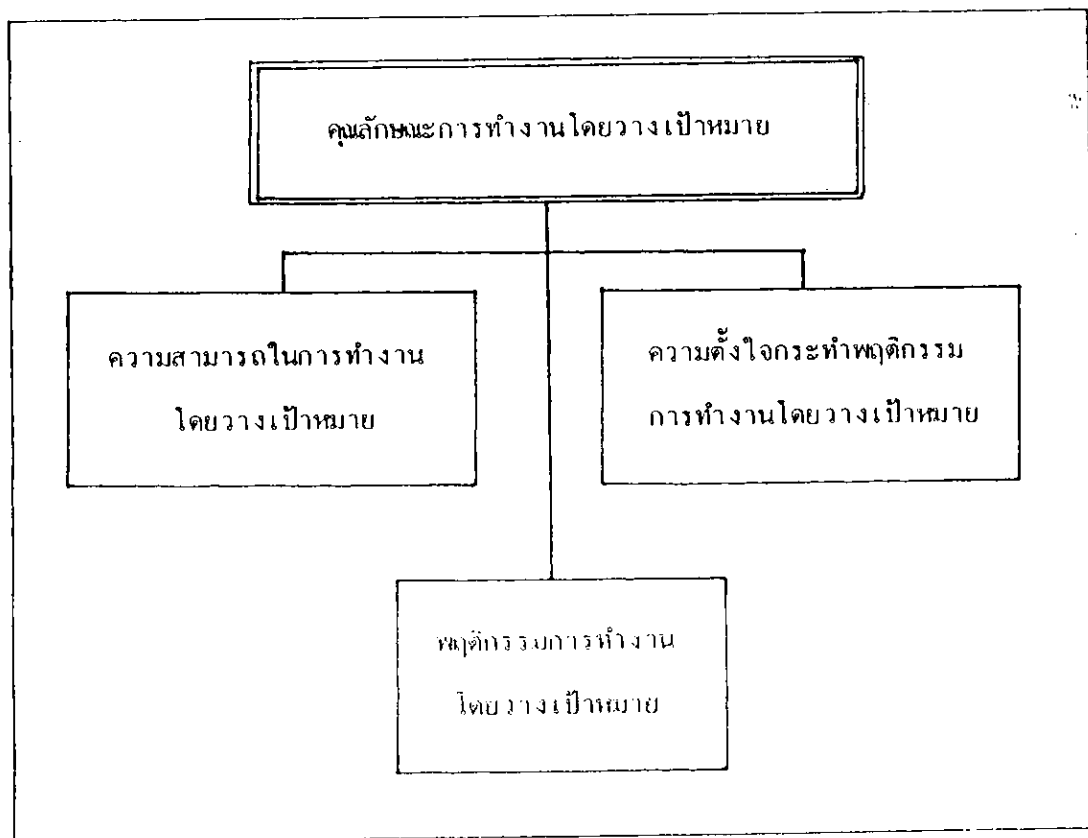 คุณลักษณะการทำงานโดยวางเป้าหมาย
ความสามารถในการทำงาน
โดยวางเป้าหมาย
ความตั้งใจกระทำพฤติกรรม
การทำงานโดยวางเป้าหมาย
พฤติกรรมการทำงาน
โดยวางเป้าหมาย